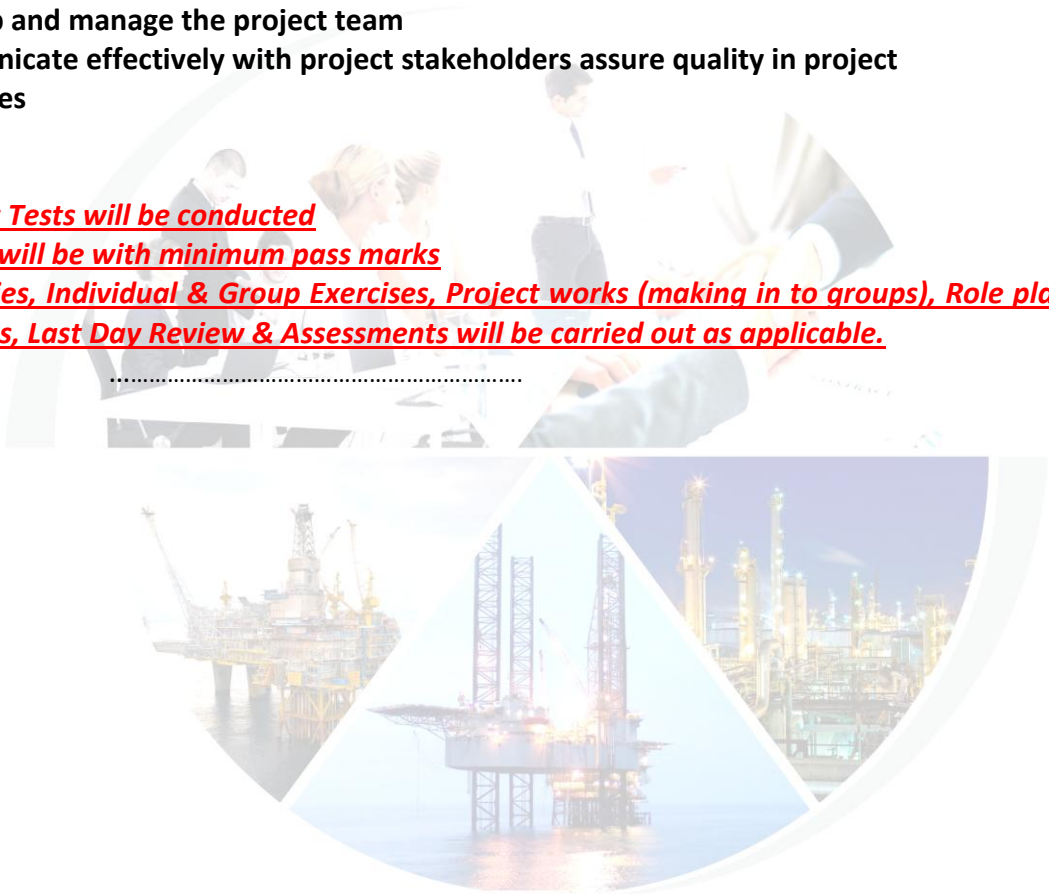 and manage the project team
nicate effectively with project stakeholders assure quality in project
es
Tests will be conducted
will be with minimum pass marks
ies, Individual & Group Exercises, Project works (making in to groups), Role pla
s, Last Day Review & Assessments will be carried out as applicable.
……………………………………………………….
CONTRACT